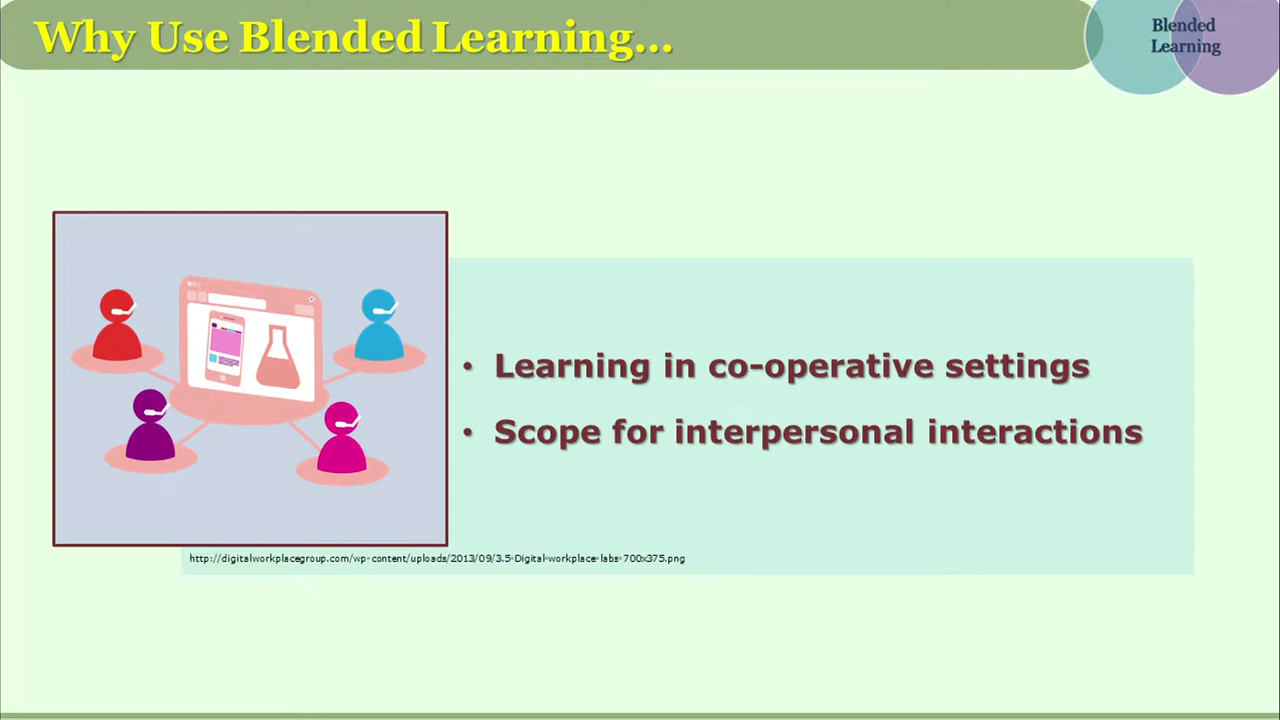 Why Use Blended Learning...
Blended
Learning
• Learning in co-operative settings
• Scope for interpersonal interactions
http://digitalworkplacegroup.com/wp-content/uploads/2013/09/3.5-Digital-workplace-labs-700x375.png